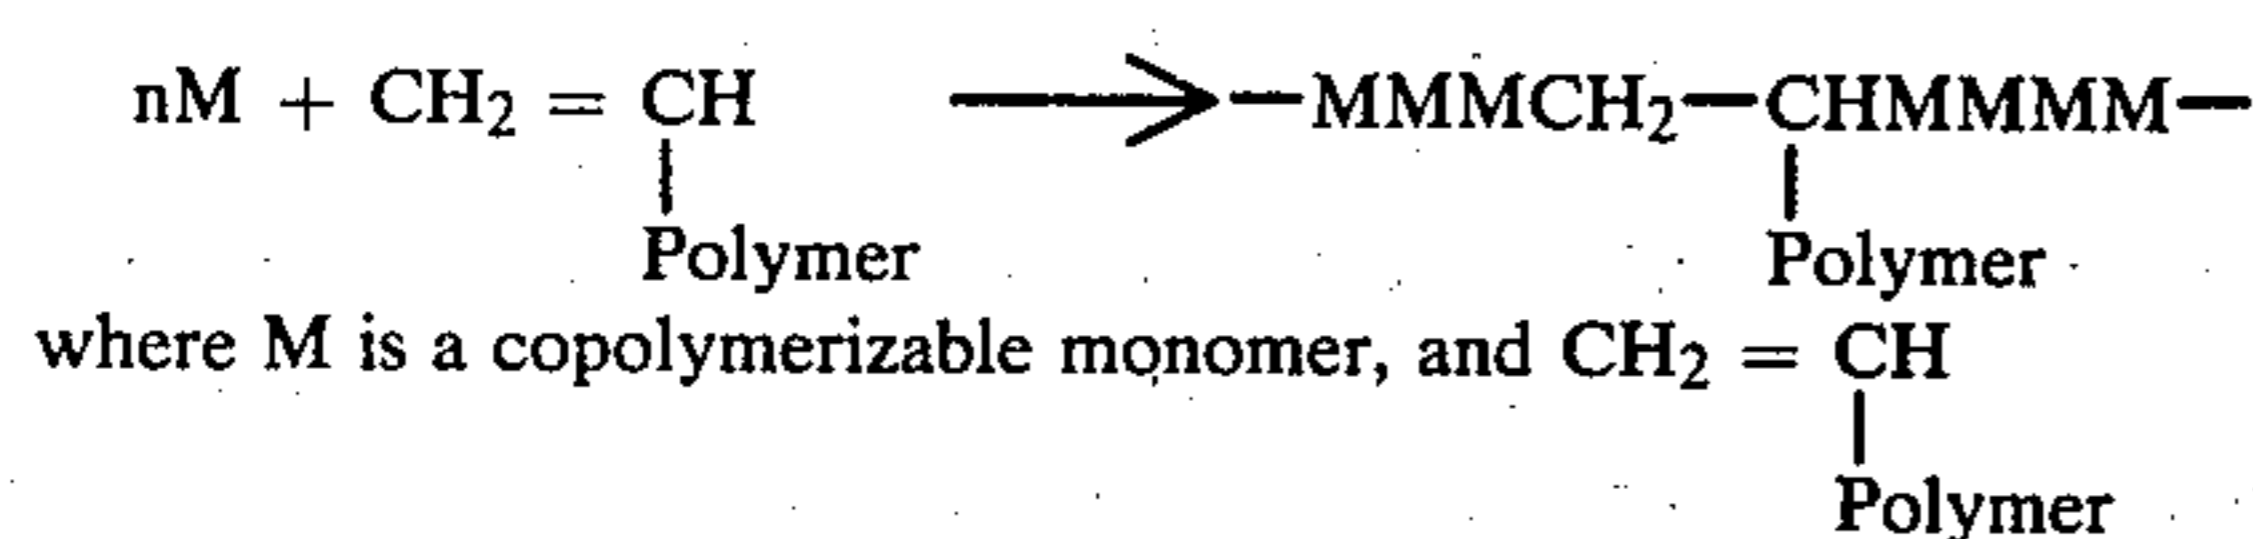 nM + CH₂ = CH ⟶ —MMMCH₂—CHMMMM—
| |
Polymer Polymer
where M is a copolymerizable monomer, and CH₂ = CH
|
Polymer